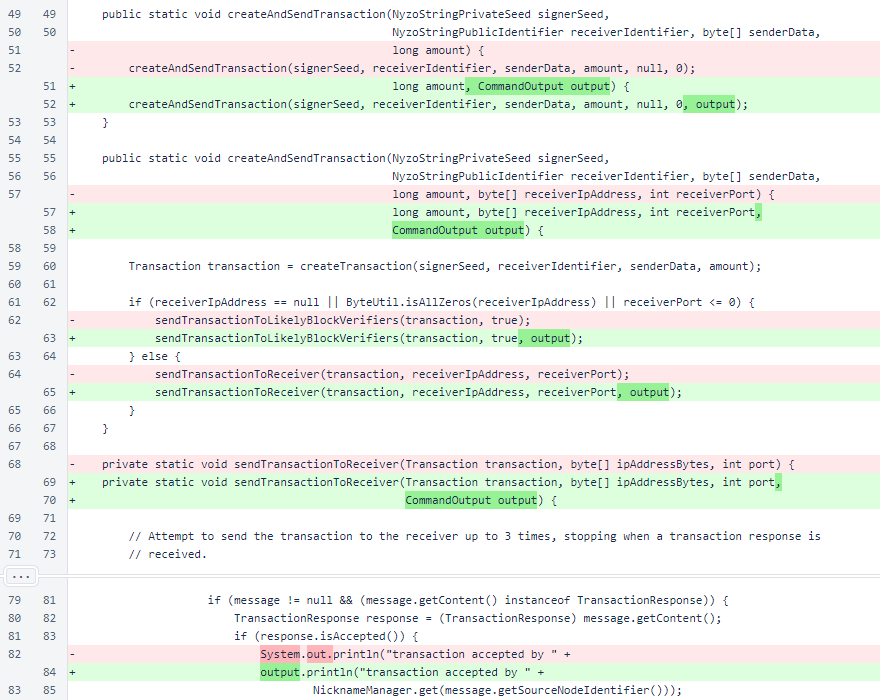 49 49 public static void createAndSendTransaction(NyzoStringPrivateSeed signerSeed,
50 50 NyzoStringPublicIdentifier receiverIdentifier, byte[] senderData,
51 - long amount) {
52 - createAndSendTransaction(signerSeed, receiverIdentifier, senderData, amount, null, 0);
51 + long amount, CommandOutput output) {
52 + createAndSendTransaction(signerSeed, receiverIdentifier, senderData, amount, null, 0, output);
53 53 }
54 54
55 55 public static void createAndSendTransaction(NyzoStringPrivateSeed signerSeed,
56 56 NyzoStringPublicIdentifier receiverIdentifier, byte[] senderData,
57 - long amount, byte[] receiverIpAddress, int receiverPort) {
57 + long amount, byte[] receiverIpAddress, int receiverPort,
58 + CommandOutput output) {
58 59
59 60 Transaction transaction = createTransaction(signerSeed, receiverIdentifier, senderData, amount);
60 61
61 62 if (receiverIpAddress == null || ByteUtil.isAllZeros(receiverIpAddress) || receiverPort <= 0) {
62 - sendTransactionToLikelyBlockVerifiers(transaction, true);
63 + sendTransactionToLikelyBlockVerifiers(transaction, true, output);
63 64 } else {
64 - sendTransactionToReceiver(transaction, receiverIpAddress, receiverPort);
65 + sendTransactionToReceiver(transaction, receiverIpAddress, receiverPort, output);
65 66 }
66 67 }
67 68
68 - private static void sendTransactionToReceiver(Transaction transaction, byte[] ipAddressBytes, int port) {
69 + private static void sendTransactionToReceiver(Transaction transaction, byte[] ipAddressBytes, int port,
70 + CommandOutput output) {
69 71
70 72 // Attempt to send the transaction to the receiver up to 3 times, stopping when a transaction response is
71 73 // received.
...
79 81 if (message != null && (message.getContent() instanceof TransactionResponse)) {
80 82 TransactionResponse response = (TransactionResponse) message.getContent();
81 83 if (response.isAccepted()) {
82 - System.out.println("transaction accepted by " +
84 + output.println("transaction accepted by " +
83 85 NicknameManager.get(message.getSourceNodeIdentifier()));